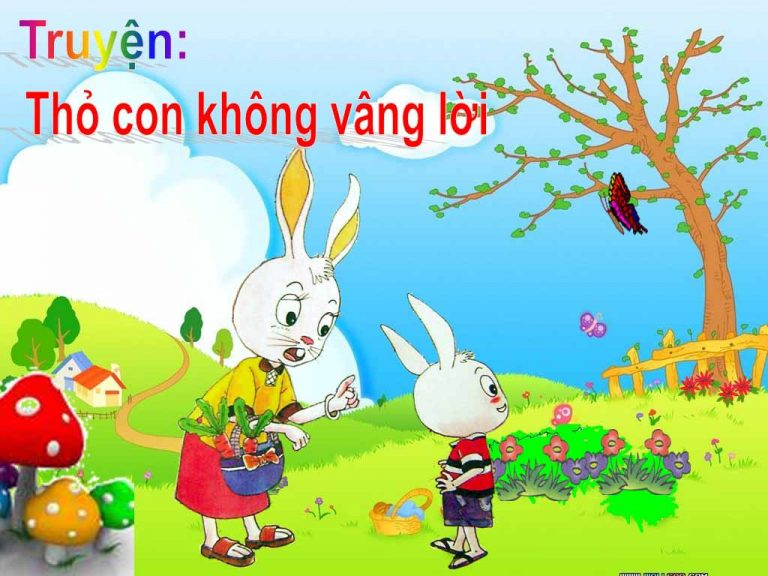 Truyện:
Thỏ con không vâng lời